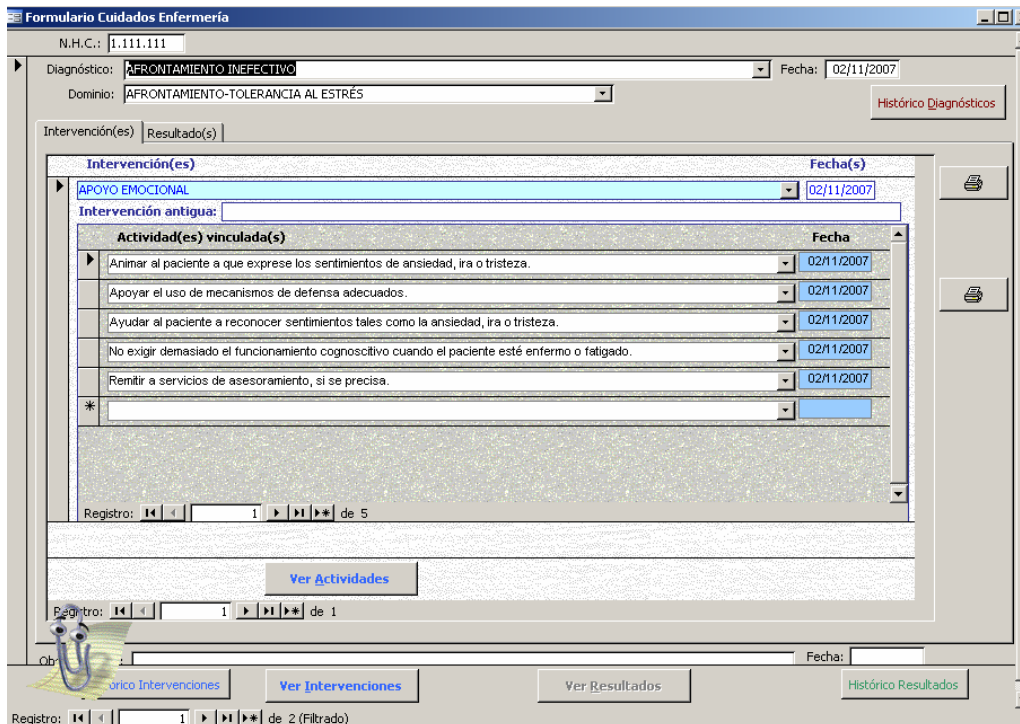 Formulario Cuidados Enfermería
N.H.C.: 1.111.111
Diagnóstico: AFRONTAMIENTO INEFECTIVO Fecha: 02/11/2007
Dominio: AFRONTAMIENTO-TOLERANCIA AL ESTRÉS
Histórico Diagnósticos
Intervención(es) Resultado(s)
Intervención(es) Fecha(s)
APOYO EMOCIONAL 02/11/2007
Intervención antigua:
Actividad(es) vinculada(s) Fecha
Animar al paciente a que exprese los sentimientos de ansiedad, ira o tristeza. 02/11/2007
Apoyar el uso de mecanismos de defensa adecuados. 02/11/2007
Ayudar al paciente a reconocer sentimientos tales como la ansiedad, ira o tristeza. 02/11/2007
No exigir demasiado el funcionamiento cognoscitivo cuando el paciente esté enfermo o fatigado. 02/11/2007
Remitir a servicios de asesoramiento, si se precisa. 02/11/2007
Registro: 1 de 5
Ver Actividades
Registro: 1 de 1
Fecha:
Intervenciones Ver Intervenciones Ver Resultados Histórico Resultados
Registro: 1 de 2 (Filtrado)